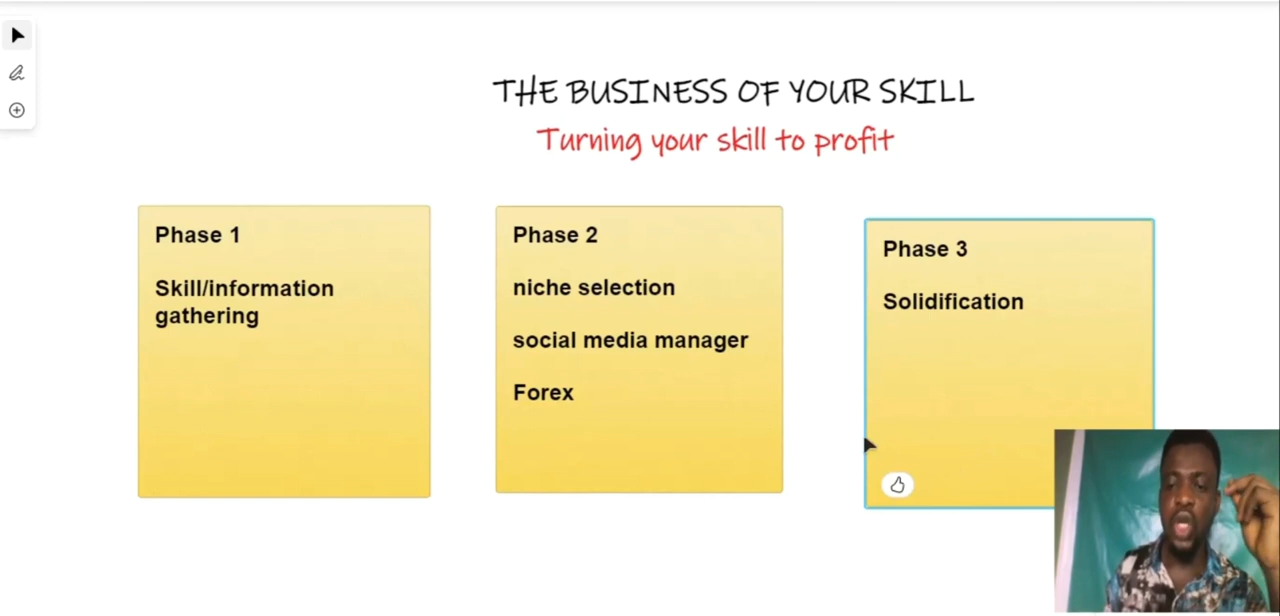 THE BUSINESS OF YOUR SKILL
Turning your skill to profit
Phase 1
Skill/information
gathering
Phase 2
niche selection
social media manager
Forex
Phase 3
Solidification